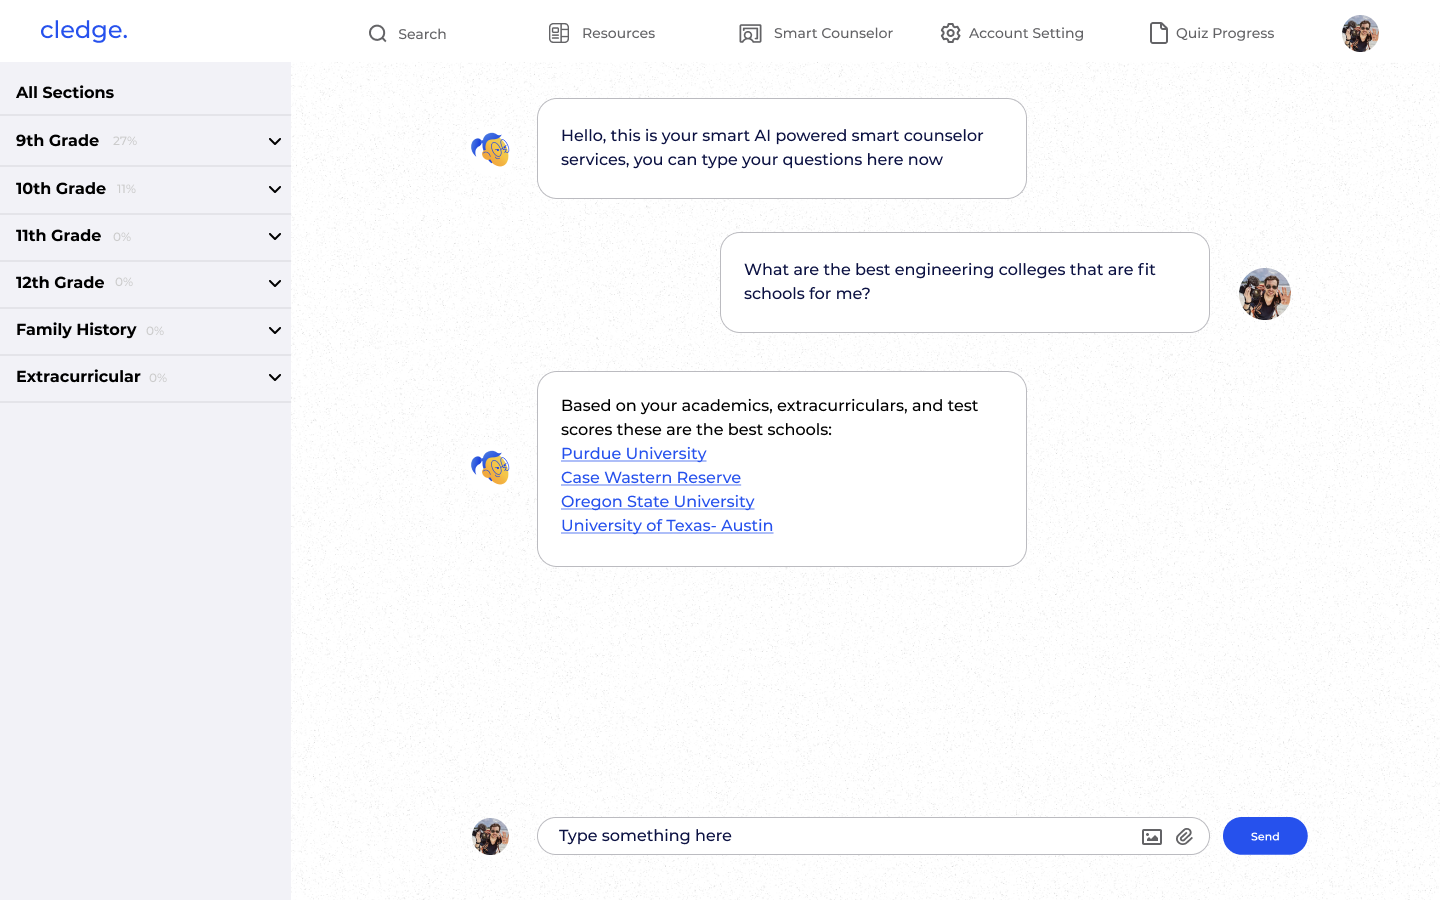 cledge.
Search
Resources
Smart Counselor
Account Setting
Quiz Progress
All Sections
9th Grade 27%
10th Grade 11%
11th Grade 0%
12th Grade 0%
Family History 0%
Extracurricular 0%
Hello, this is your smart AI powered smart counselor
services, you can type your questions here now
What are the best engineering colleges that are fit
schools for me?
Based on your academics, extracurriculars, and test
scores these are the best schools:
Purdue University
Case Wastern Reserve
Oregon State University
University of Texas- Austin
Type something here
Send